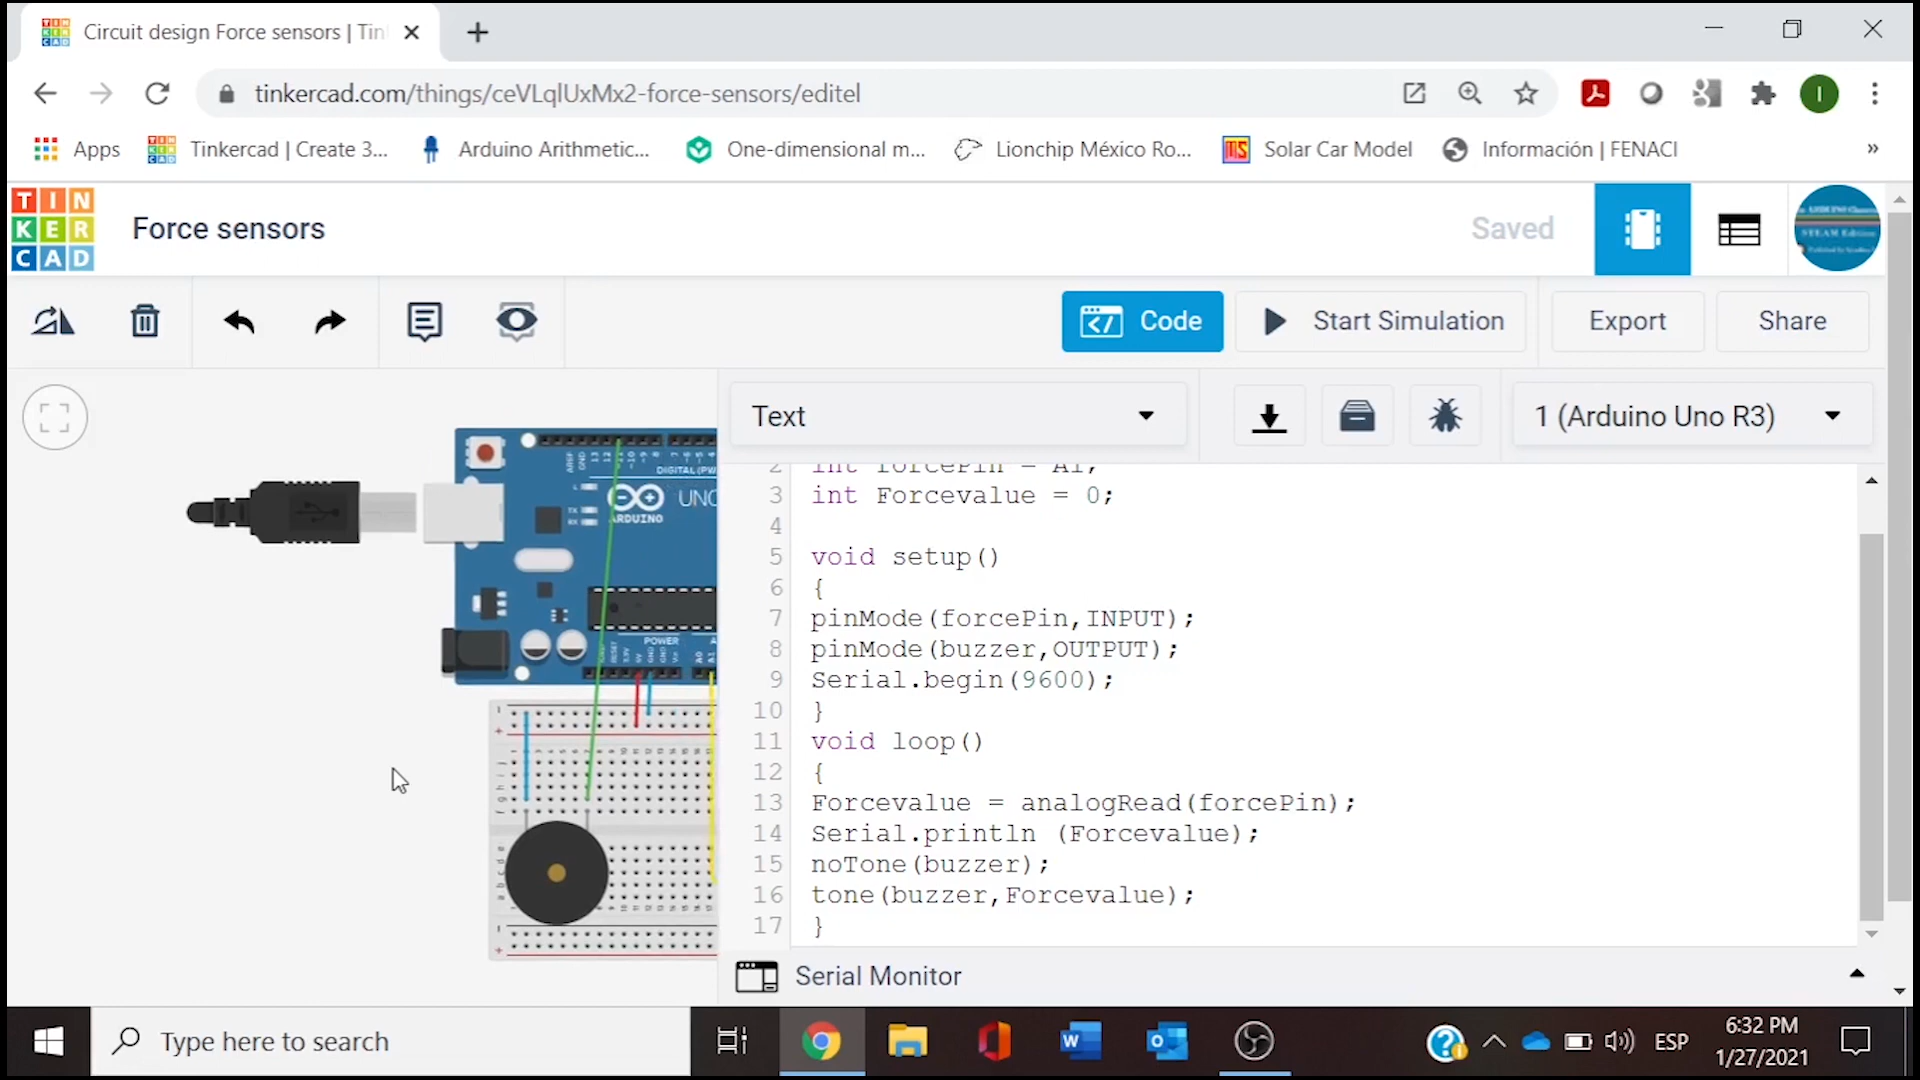 Circuit design Force sensors | Tin
tinkercad.com/things/ceVLqlUxMx2-force-sensors/editel
Apps
Tinkercad | Create 3...
Arduino Arithmetic...
One-dimensional m...
Lionchip México Ro...
Solar Car Model
Información | FENACI
»
TIN
KER
CAD
Force sensors
Saved
Code
Start Simulation
Export
Share
Text
1 (Arduino Uno R3)
ARDUINO
UNO
POWER
2 int forcePin = A1;
3 int Forcevalue = 0;
4
5 void setup()
6 {
7 pinMode(forcePin,INPUT);
8 pinMode(buzzer,OUTPUT);
9 Serial.begin(9600);
10 }
11 void loop()
12 {
13 Forcevalue = analogRead(forcePin);
14 Serial.println (Forcevalue);
15 noTone(buzzer);
16 tone(buzzer,Forcevalue);
17 }
Serial Monitor
Type here to search
ESP
6:32 PM
1/27/2021